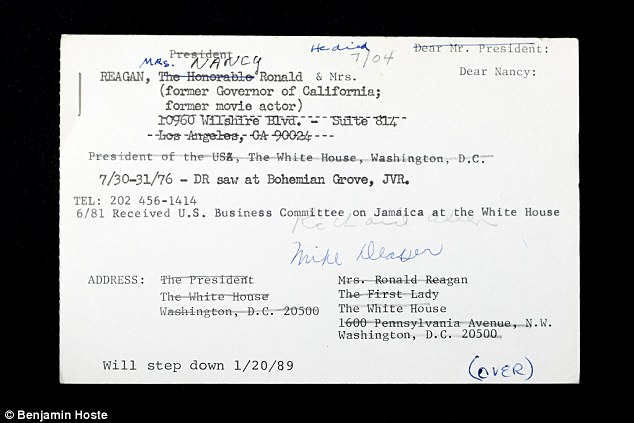 President
MRS. NANCY He died 7/04 Dear Mr. President:
REAGAN, The Honorable Ronald & Mrs. Dear Nancy:
(former Governor of California;
former movie actor)
10960 Wilshire Blvd. - Suite 814
Los Angeles, CA 90024
President of the USA, The White House, Washington, D.C.
7/30-31/76 - DR saw at Bohemian Grove, JVR.
TEL: 202 456-1414
6/81 Received U.S. Business Committee on Jamaica at the White House
Richard Allen
Mike Deaver
ADDRESS: The President Mrs. Ronald Reagan
The White House The First Lady
Washington, D.C. 20500 The White House
1600 Pennsylvania Avenue, N.W.
Washington, D.C. 20500
Will step down 1/20/89 (OVER)
© Benjamin Hoste